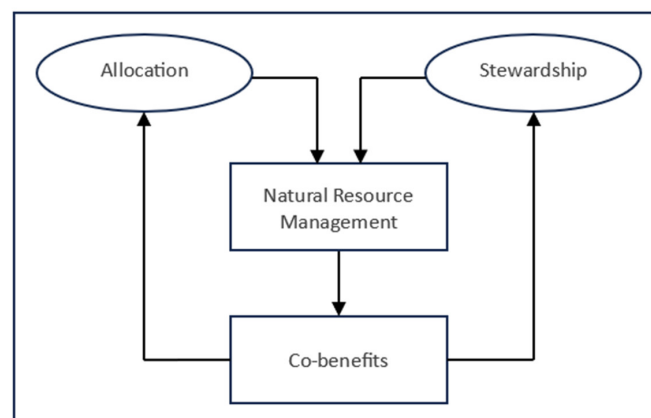 Allocation
Stewardship
Natural Resource
Management
Co-benefits